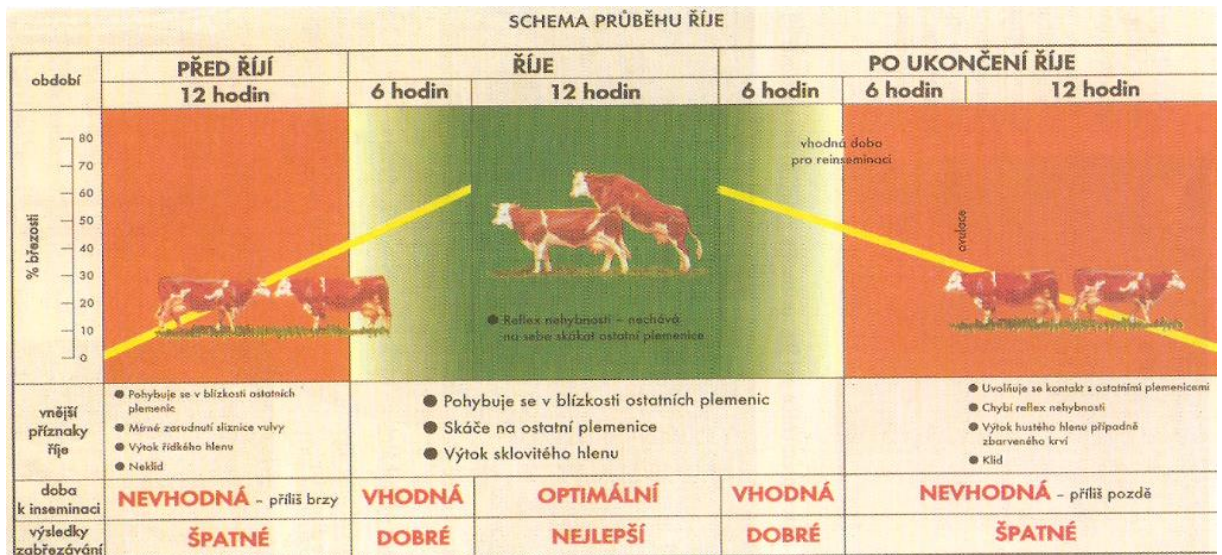 SCHEMA PRŮBĚHU ŘÍJE
období
PŘED ŘÍJÍ
ŘÍJE
PO UKONČENÍ ŘÍJE
12 hodin
6 hodin
12 hodin
6 hodin
6 hodin
12 hodin
% březosti
80
70
60
50
40
30
20
10
0
vhodná doba
pro reinseminaci
ovulace
● Reflex nehybnosti – nechává
na sebe skákat ostatní plemenice
vnější
příznaky
říje
● Pohybuje se v blízkosti ostatních
plemenic
● Mírné zarudnutí sliznice vulvy
● Výtok řídkého hlenu
● Neklid
● Pohybuje se v blízkosti ostatních plemenic
● Skáče na ostatní plemenice
● Výtok sklovitého hlenu
● Uvolňuje se kontakt s ostatními plemenicemi
● Chybí reflex nehybnosti
● Výtok hustého hlenu případně
zbarveného krví
● Klid
doba
k inseminaci
NEVHODNÁ – příliš brzy
VHODNÁ
OPTIMÁLNÍ
VHODNÁ
NEVHODNÁ – příliš pozdě
výsledky
zabřezávání
ŠPATNÉ
DOBRÉ
NEJLEPŠÍ
DOBRÉ
ŠPATNÉ